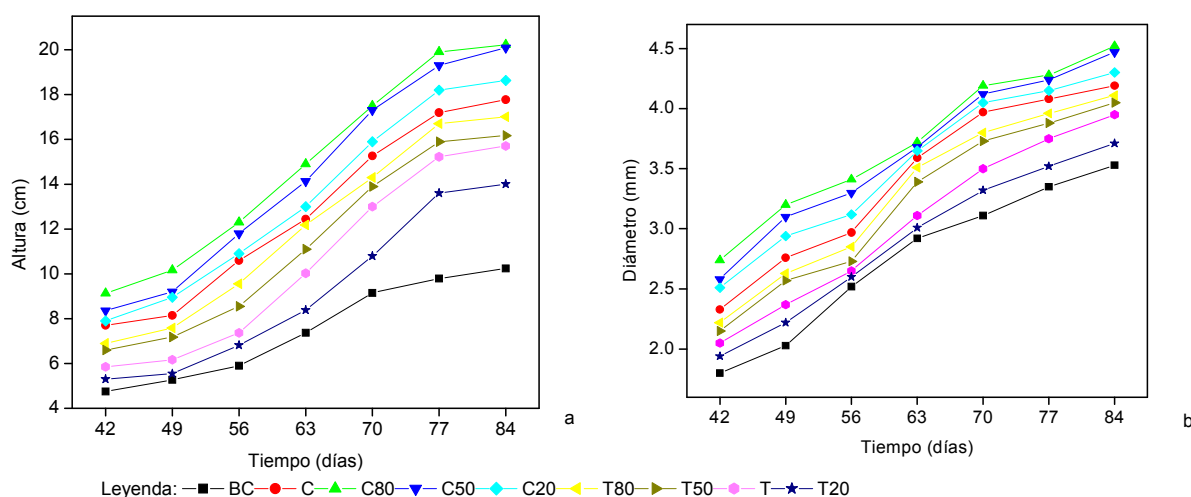 20
18
16
14
12
10
8
6
4
Altura (cm)
42 49 56 63 70 77 84
Tiempo (días)
a
4.5
4.0
3.5
3.0
2.5
2.0
Diámetro (mm)
42 49 56 63 70 77 84
Tiempo (días)
b
Leyenda: BC C C80 C50 C20 T80 T50 T T20